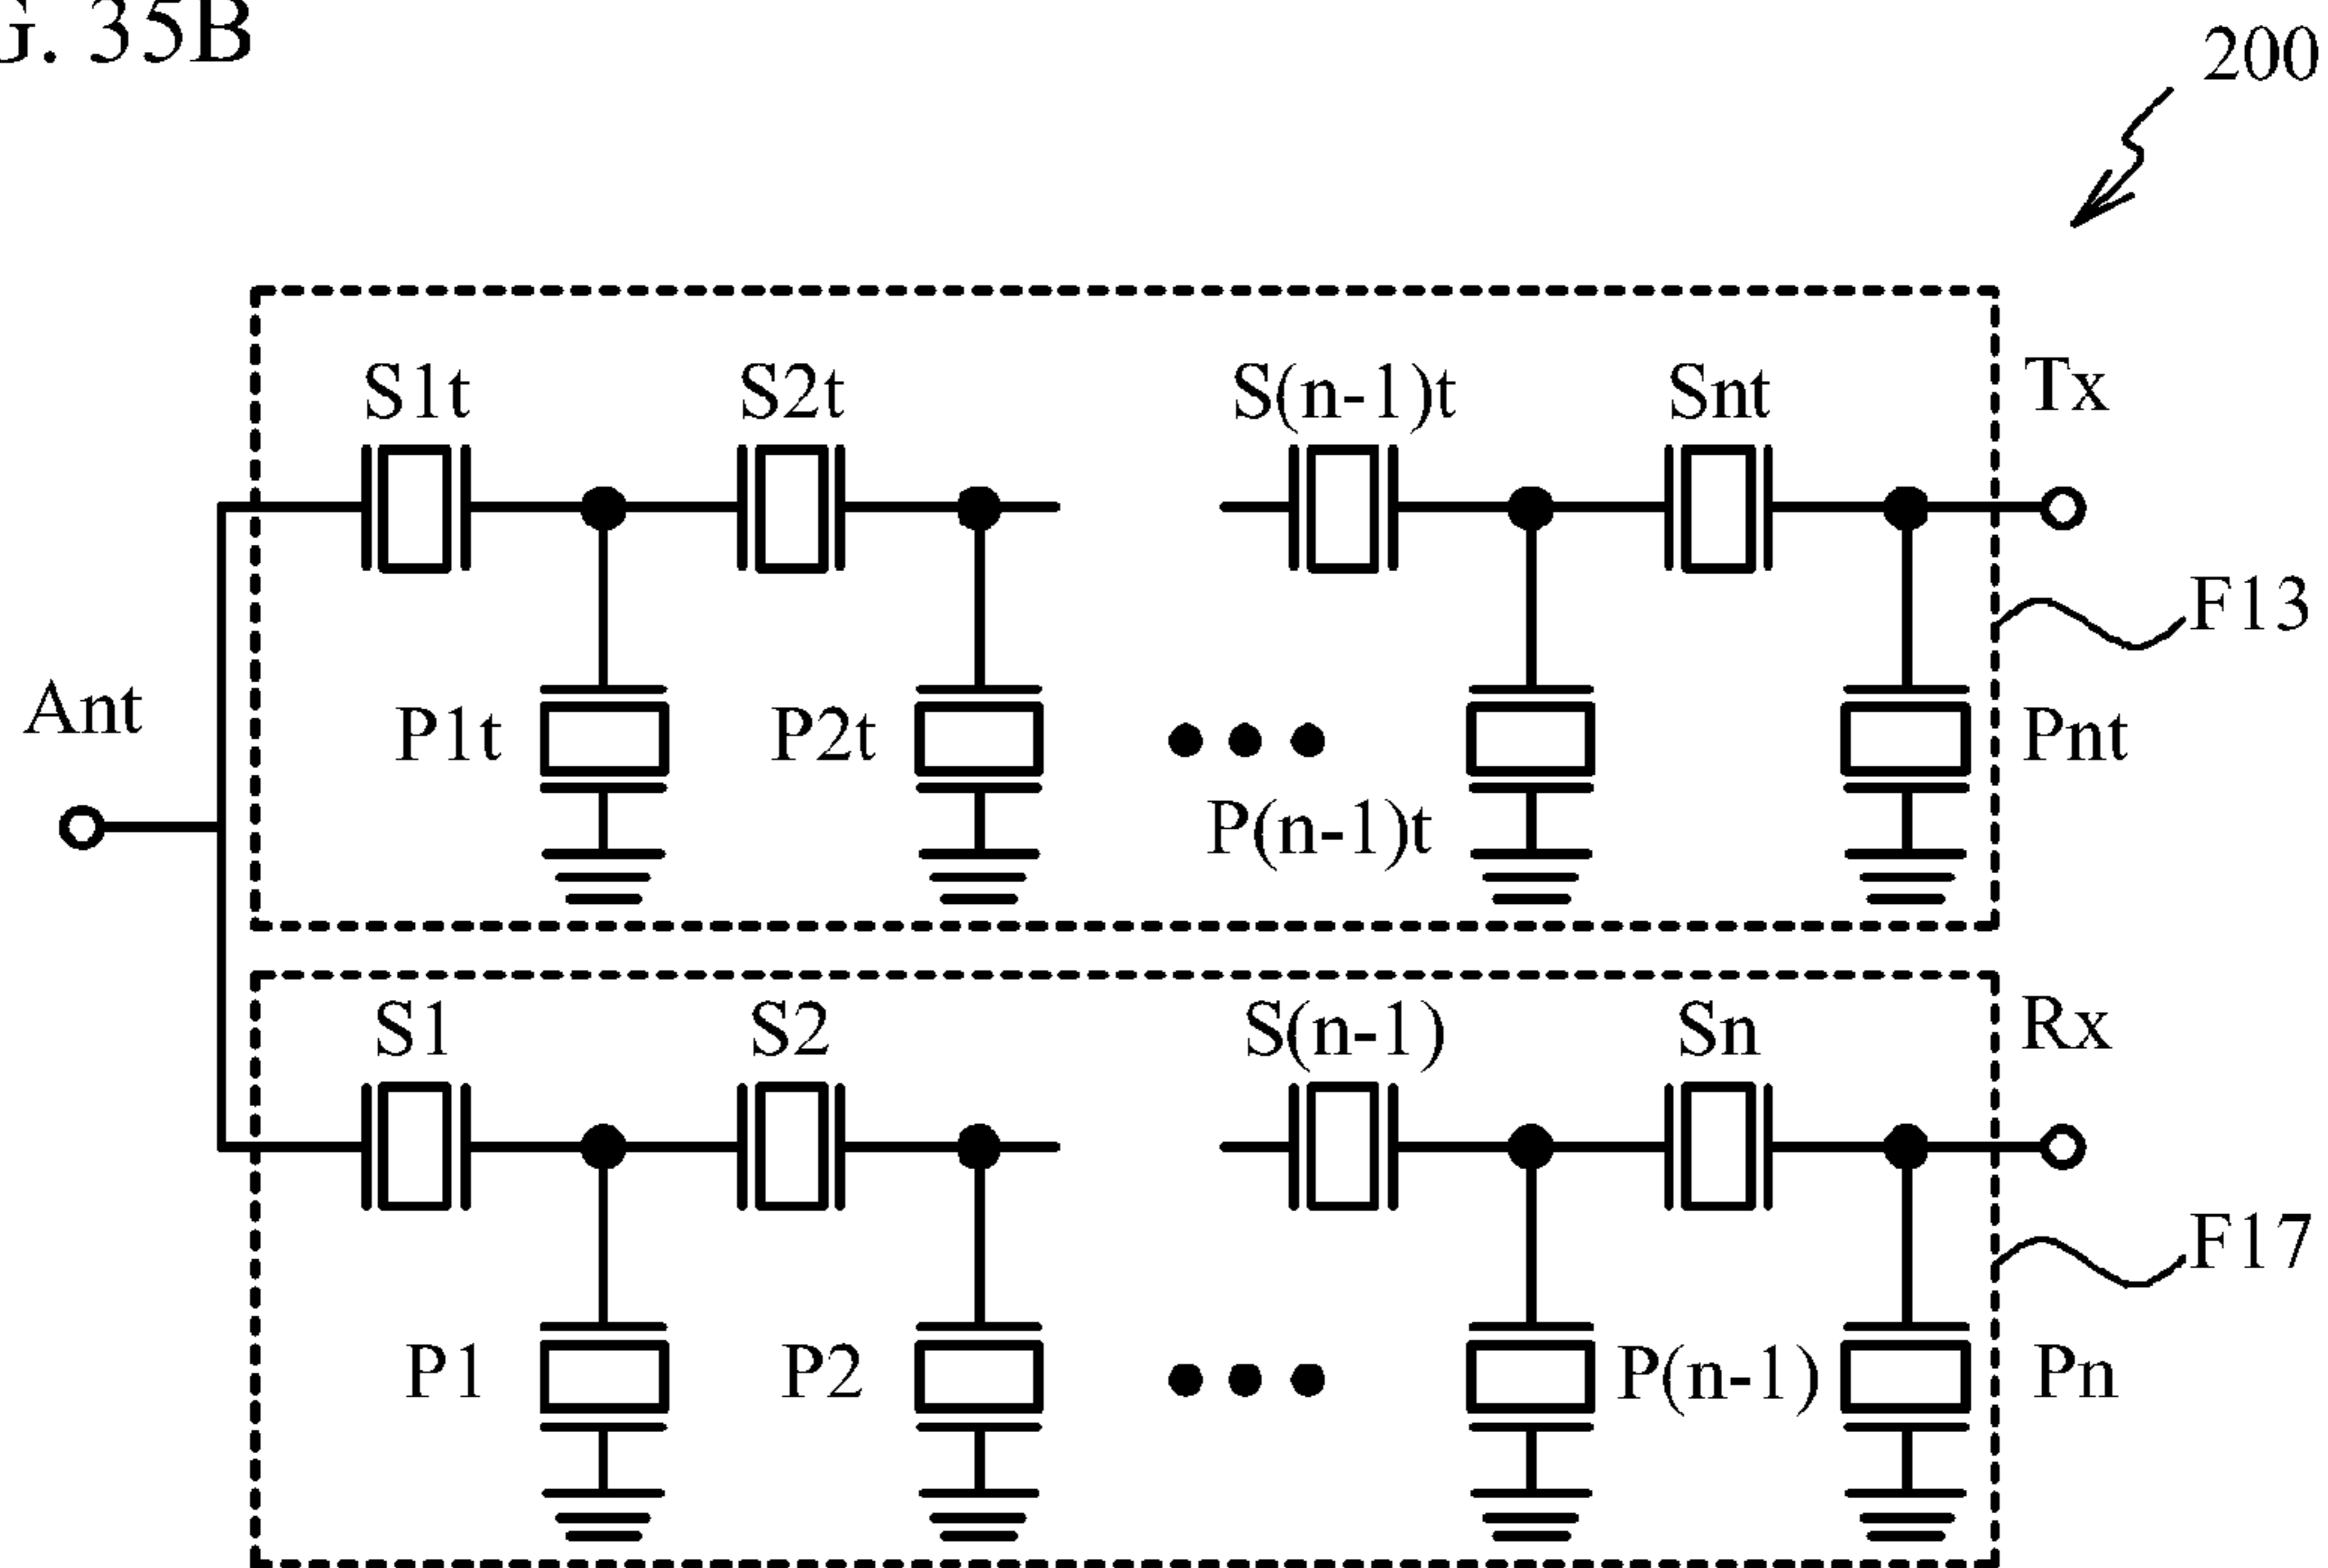 G. 35B
200
S1t S2t S(n-1)t Snt Tx
F13
Ant
P1t P2t Pnt
P(n-1)t
S1 S2 S(n-1) Sn Rx
F17
P1 P2 P(n-1) Pn